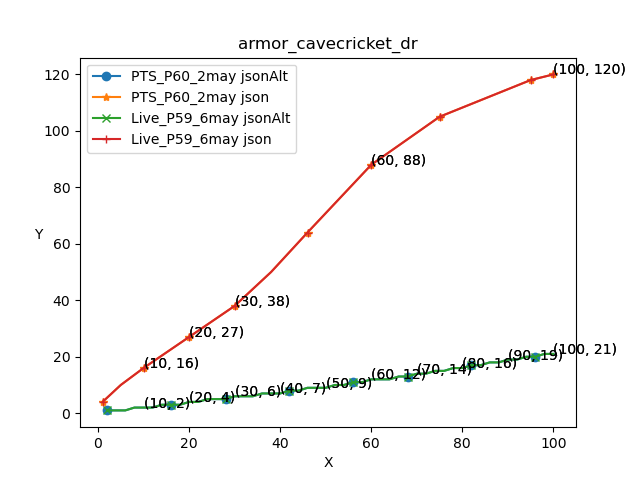 armor_cavecricket_dr
PTS_P60_2may jsonAlt
PTS_P60_2may json
Live_P59_6may jsonAlt
Live_P59_6may json
(100, 120)
(60, 88)
(30, 38)
(20, 27)
(10, 16)
(10, 2)
(20, 4)
(30, 6)
(40, 7)
(50, 9)
(60, 12)
(70, 14)
(80, 16)
(90, 19)
(100, 21)
Y
120
100
80
60
40
20
0
0 20 40 60 80 100
X